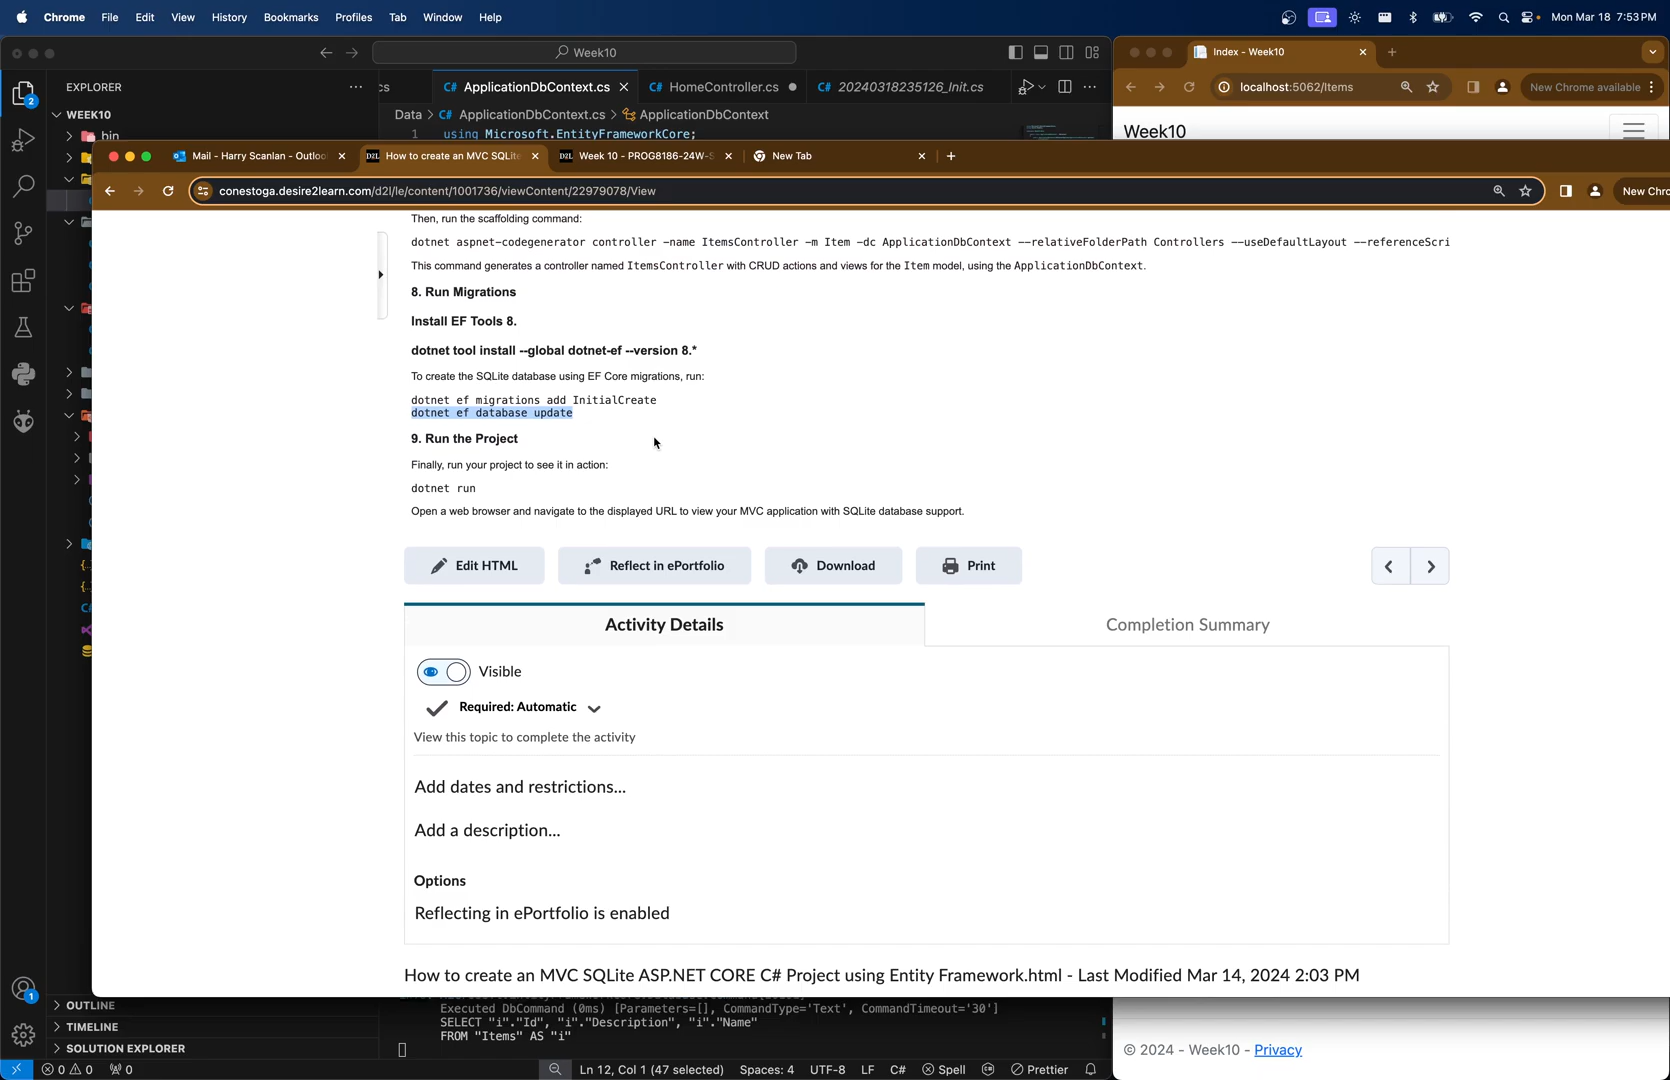 Chrome File Edit View History Bookmarks Profiles Tab Window Help Mon Mar 18 7:53 PM
Week10
Index - Week10
EXPLORER
ApplicationDbContext.cs
HomeController.cs
20240318235126_Init.cs
localhost:5062/Items
New Chrome available
WEEK10
Data > ApplicationDbContext.cs > ApplicationDbContext
bin
1 using Microsoft.EntityFrameworkCore;
Week10
Mail - Harry Scanlan - Outloo
How to create an MVC SQLite
Week 10 - PROG8186-24W-S
New Tab
conestoga.desire2learn.com/d2l/le/content/1001736/viewContent/22979078/View
New Chro
Then, run the scaffolding command:
dotnet aspnet-codegenerator controller -name ItemsController -m Item -dc ApplicationDbContext --relativeFolderPath Controllers --useDefaultLayout --referenceScri
This command generates a controller named ItemsController with CRUD actions and views for the Item model, using the ApplicationDbContext.
8. Run Migrations
Install EF Tools 8.
dotnet tool install --global dotnet-ef --version 8.*
To create the SQLite database using EF Core migrations, run:
dotnet ef migrations add InitialCreate
dotnet ef database update
9. Run the Project
Finally, run your project to see it in action:
dotnet run
Open a web browser and navigate to the displayed URL to view your MVC application with SQLite database support.
Edit HTML
Reflect in ePortfolio
Download
Print
Activity Details
Completion Summary
Visible
Required: Automatic
View this topic to complete the activity
Add dates and restrictions...
Add a description...
Options
Reflecting in ePortfolio is enabled
How to create an MVC SQLite ASP.NET CORE C# Project using Entity Framework.html - Last Modified Mar 14, 2024 2:03 PM
OUTLINE
Executed DbCommand (0ms) [Parameters=[], CommandType='Text', CommandTimeout='30']
TIMELINE
SELECT "i"."Id", "i"."Description", "i"."Name"
FROM "Items" AS "i"
SOLUTION EXPLORER
© 2024 - Week10 - Privacy
0 0 0
Ln 12, Col 1 (47 selected) Spaces: 4 UTF-8 LF C# Spell Prettier